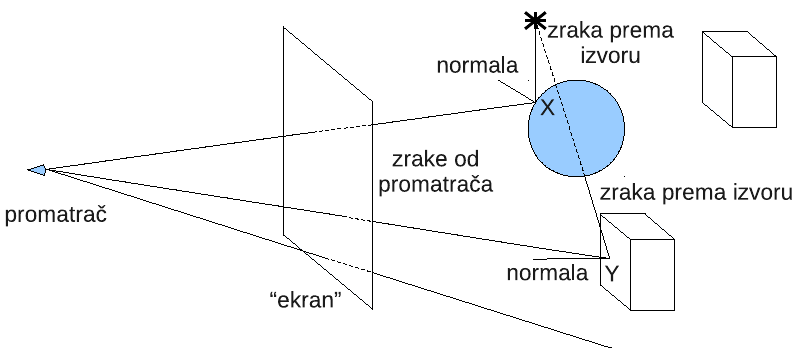 zraka prema
izvoru
normala
X
zrake od
promatrača
zraka prema izvoru
promatrač
normala
Y
“ekran”